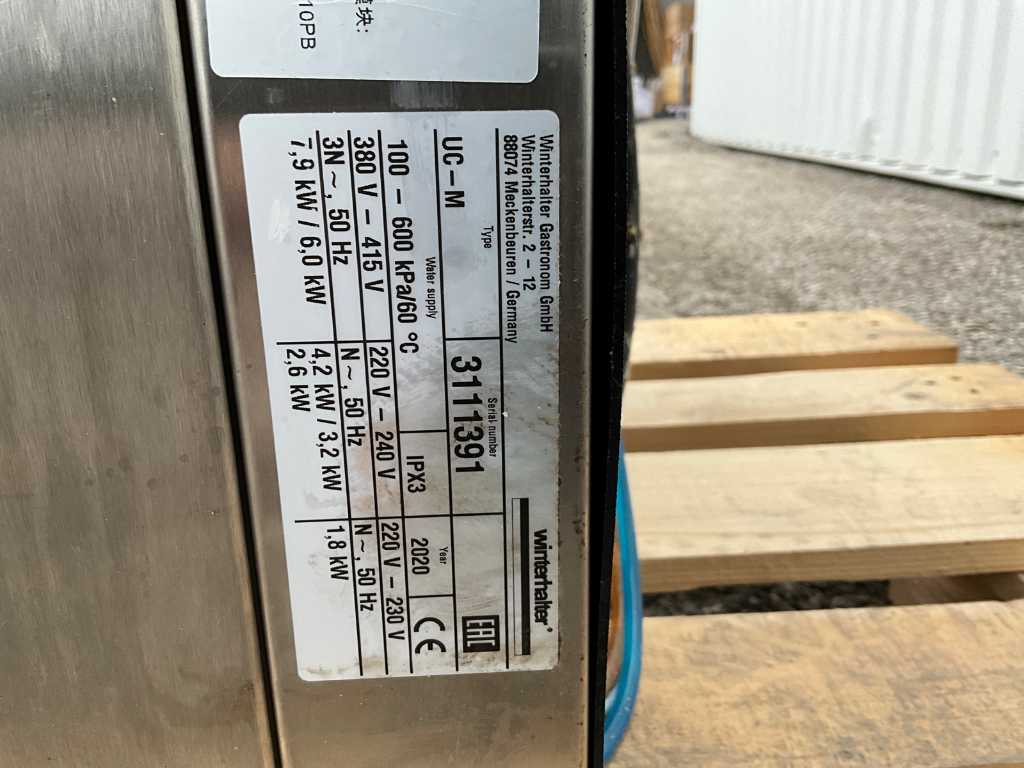 块:
10PB
Winterhalter Gastronom GmbH
Winterhalterstr. 2 – 12
88074 Meckenbeuren / Germany
winterhalter®
Type
UC–M
Serial-number
3111391
EAC
Water supply
100 – 600 kPa/60 °C
IPX3
Year
2020
CE
380 V – 415 V
220 V – 240 V
220 V – 230 V
3N ~, 50 Hz
N ~, 50 Hz
N ~, 50 Hz
7,9 kW / 6,0 kW
4,2 kW / 3,2 kW
1,8 kW
2,6 kW